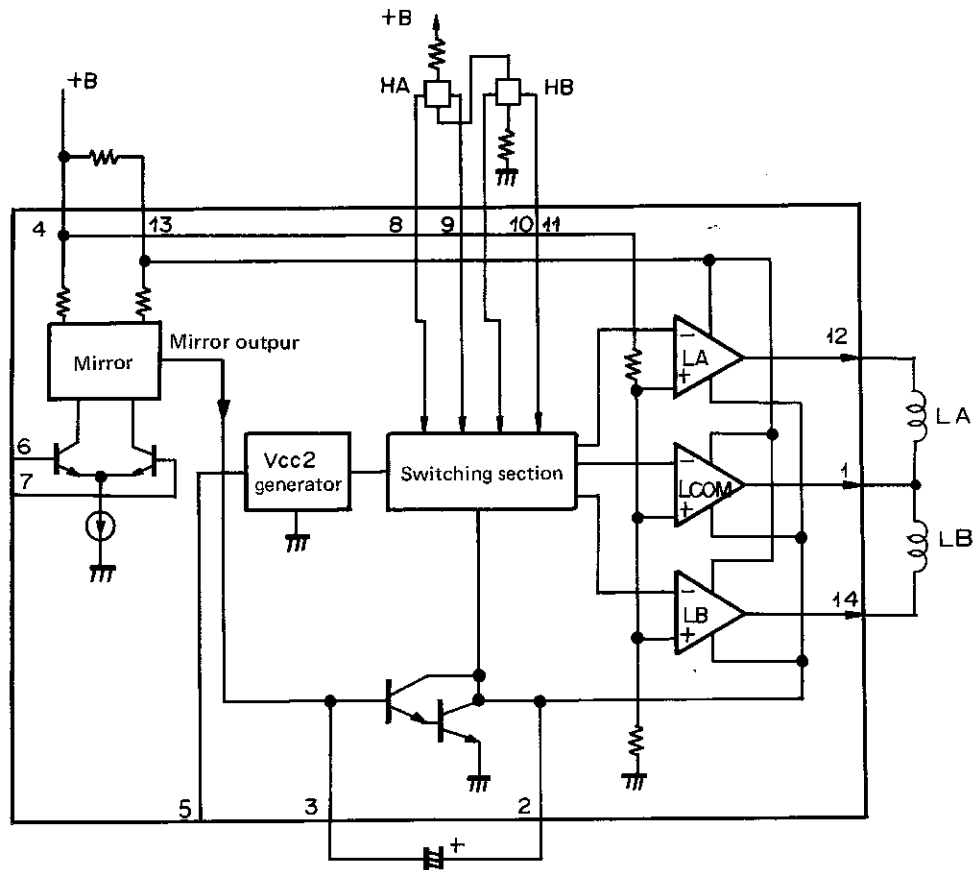 +B
+B
HA
HB
4
13
8
9
10
11
Mirror
Mirror outpur
LA
−
+
12
LA
6
7
Vcc2
generator
Switching section
LCOM
−
+
1
LB
LB
−
+
14
5
3
2
+